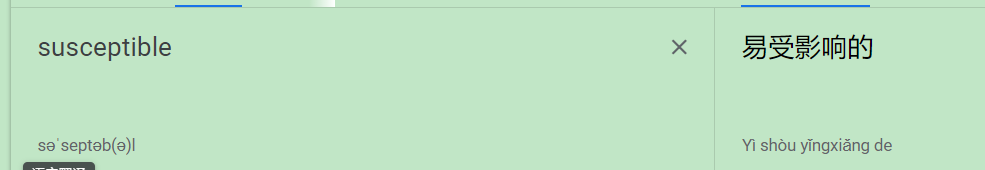 susceptible
易受影响的
səˈseptəb(ə)l
Yì shòu yǐngxiǎng de